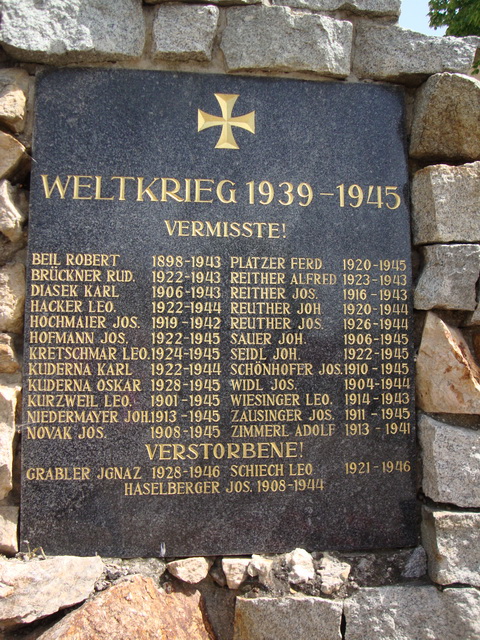 WELTKRIEG 1939-1945
VERMISSTE!
BEIL ROBERT 1898-1943 PLATZER FERD 1920-1945
BRÜCKNER RUD. 1922-1943 REITHER ALFRED 1923-1943
DIASEK KARL 1906-1943 REITHER JOS. 1916-1943
HACKER LEO. 1922-1944 REUTHER JOH 1920-1944
HOCHMAIER JOS. 1919-1942 REUTHER JOS. 1926-1944
HOFMANN JOS. 1922-1945 SAUER JOH. 1906-1945
KRETSCHMAR LEO. 1924-1945 SEIDL JOH. 1922-1945
KUDERNA KARL 1922-1944 SCHÖNHOFER JOS. 1910-1945
KUDERNA OSKAR 1928-1945 WIDL JOS. 1904-1944
KURZWEIL LEO. 1901-1945 WIESINGER LEO. 1914-1943
NIEDERMAYER JOH. 1913-1945 ZAUSINGER JOS. 1911-1945
NOVAK JOS. 1908-1945 ZIMMERL ADOLF 1913-1941
VERSTORBENE!
GRABLER JGNAZ 1928-1946 SCHIECH LEO 1921-1946
HASELBERGER JOS. 1908-1944